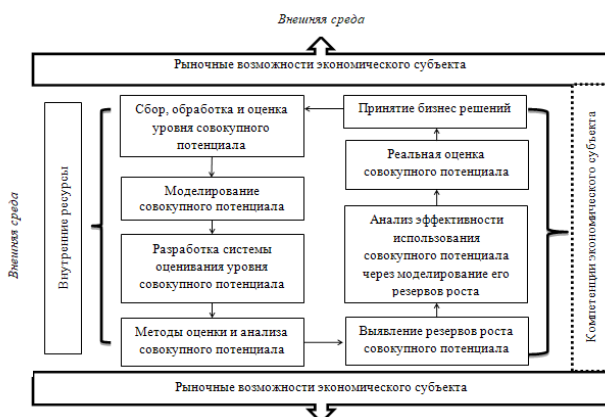 Внешняя среда
Рыночные возможности экономического субъекта
Внешняя среда
Внутренние ресурсы
Сбор, обработка и оценка
уровня совокупного
потенциала
Моделирование
совокупного потенциала
Разработка системы
оценивания уровня
совокупного потенциала
Методы оценки и анализа
совокупного потенциала
Принятие бизнес решений
Реальная оценка
совокупного потенциала
Анализ эффективности
использования
совокупного потенциала
через моделирование его
резервов роста
Выявление резервов роста
совокупного потенциала
Компетенции экономического субъекта
Рыночные возможности экономического субъекта